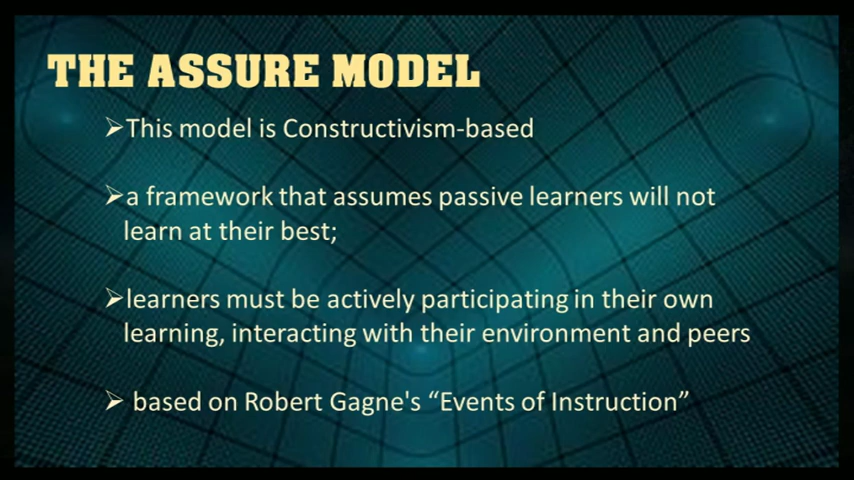 THE ASSURE MODEL
➢This model is Constructivism-based
➢a framework that assumes passive learners will not
learn at their best;
➢learners must be actively participating in their own
learning, interacting with their environment and peers
➢ based on Robert Gagne's “Events of Instruction”